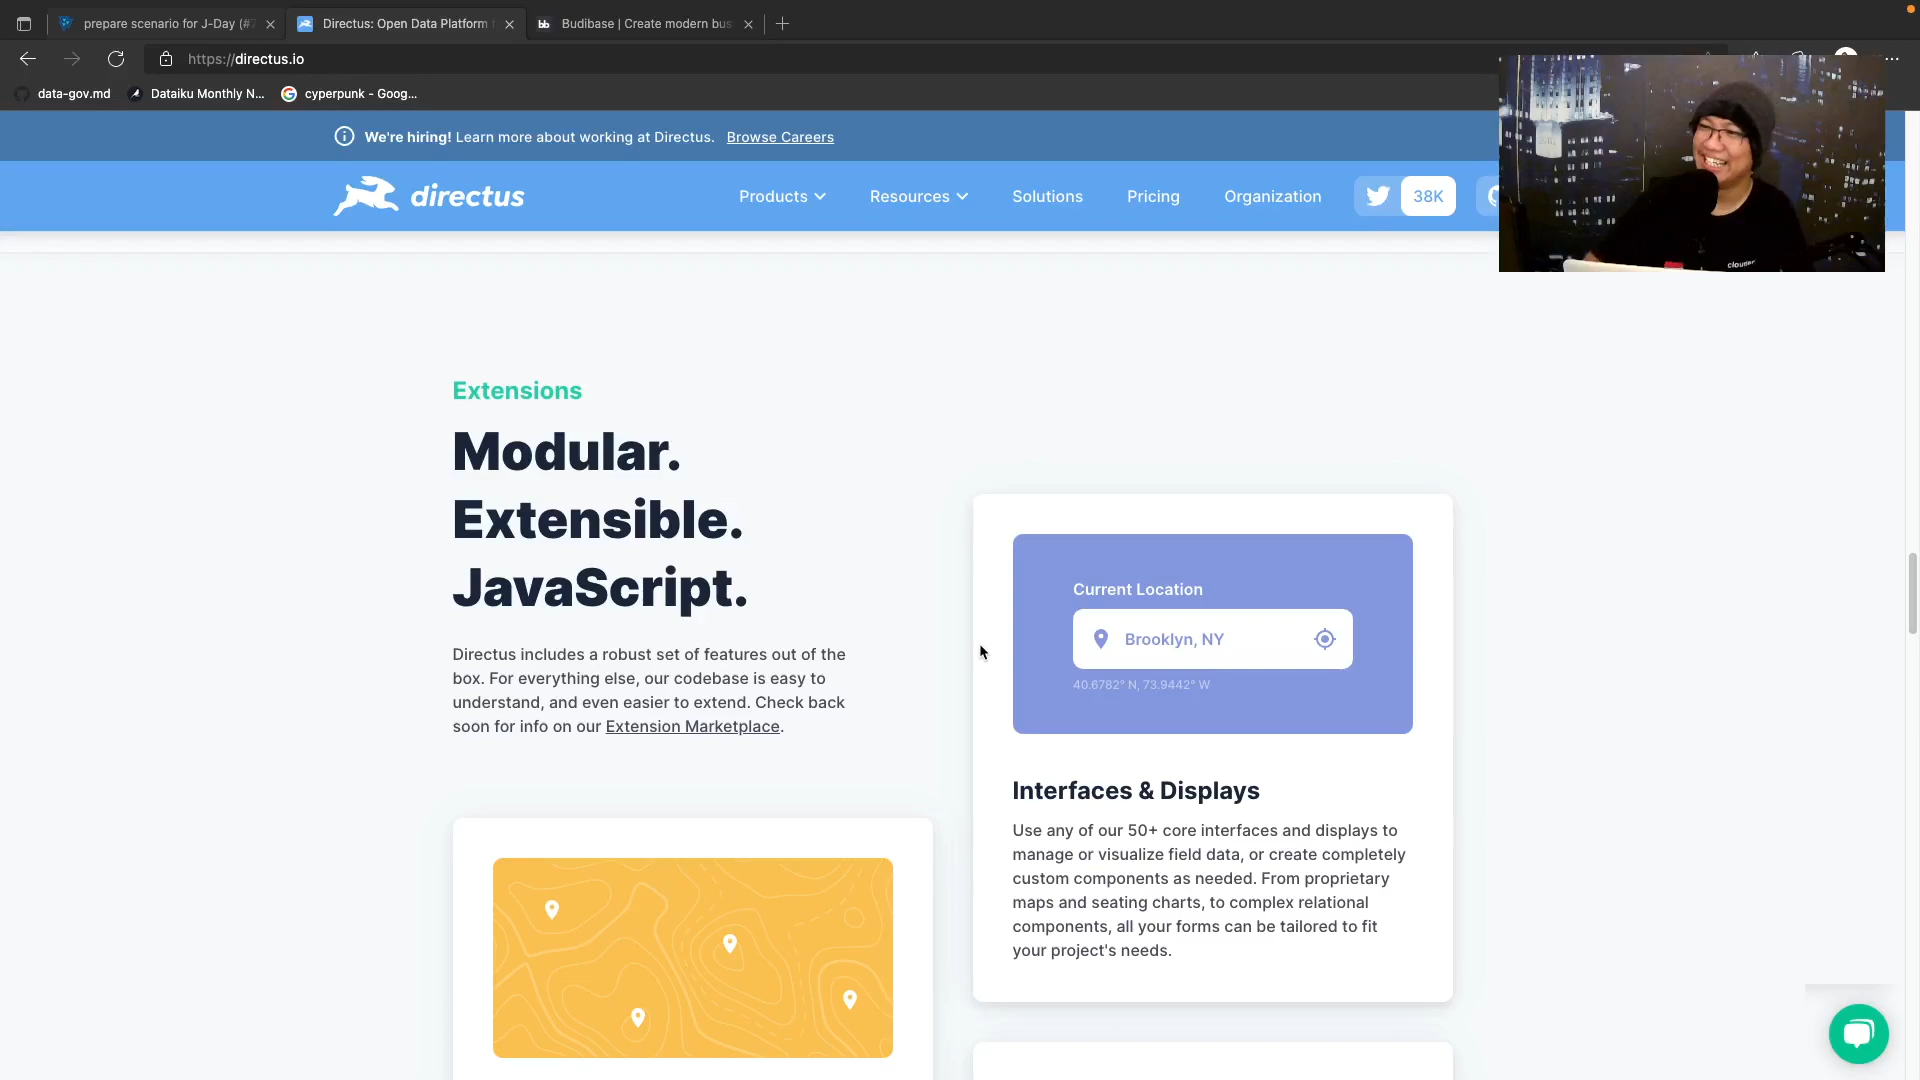 prepare scenario for J-Day (#7
Directus: Open Data Platform f
Budibase | Create modern bus
https://directus.io
data-gov.md
Dataiku Monthly N...
cyperpunk - Goog...
We're hiring! Learn more about working at Directus. Browse Careers
directus
Products
Resources
Solutions
Pricing
Organization
38K
Extensions
Modular.
Extensible.
JavaScript.
Directus includes a robust set of features out of the
box. For everything else, our codebase is easy to
understand, and even easier to extend. Check back
soon for info on our Extension Marketplace.
Current Location
Brooklyn, NY
40.6782° N, 73.9442° W
Interfaces & Displays
Use any of our 50+ core interfaces and displays to
manage or visualize field data, or create completely
custom components as needed. From proprietary
maps and seating charts, to complex relational
components, all your forms can be tailored to fit
your project's needs.